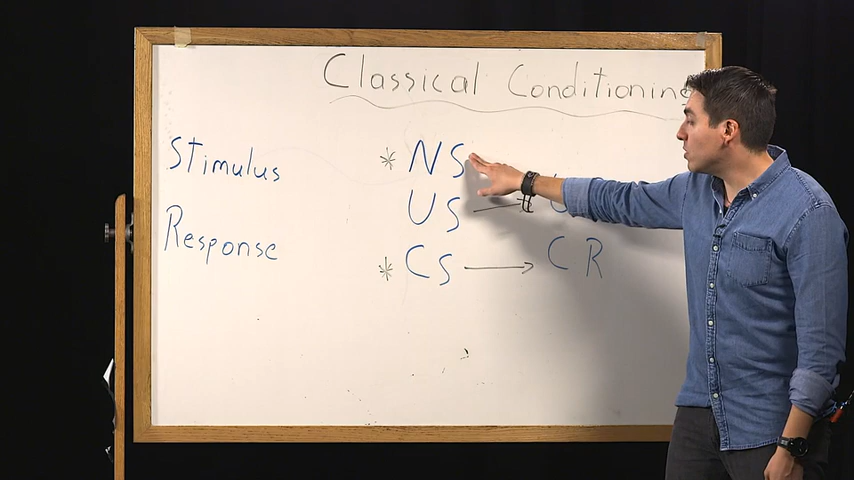 Classical Conditioning
Stimulus
* NS
US → U
Response
* CS → CR